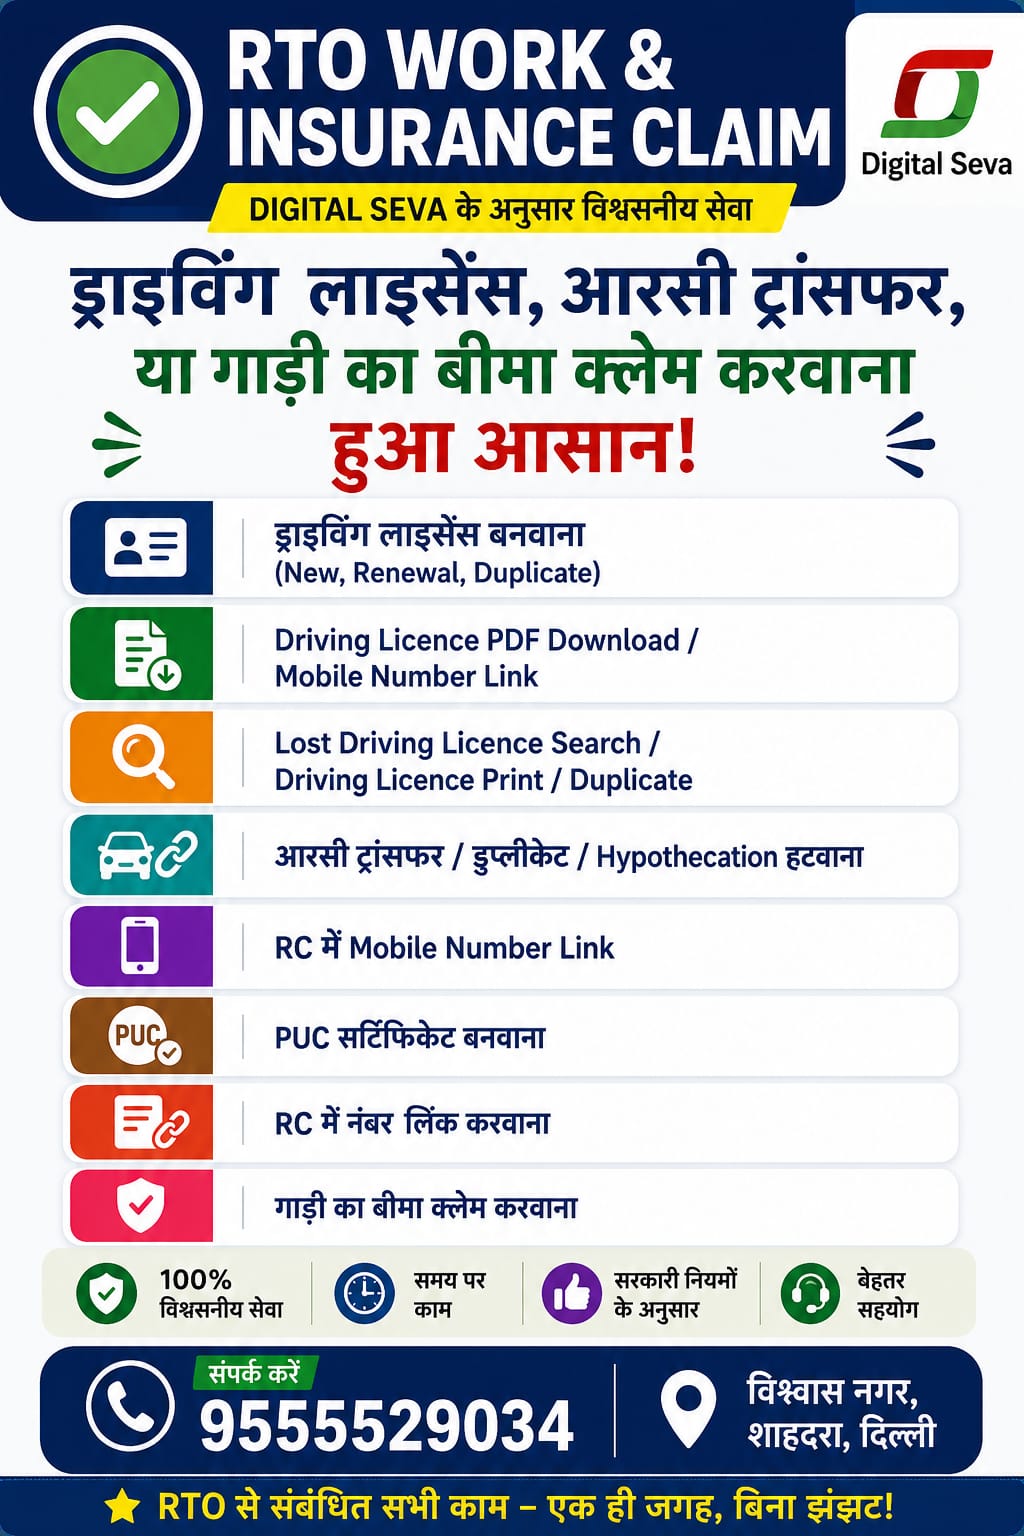 RTO WORK &
INSURANCE CLAIM
Digital Seva
DIGITAL SEVA के अनुसार विश्वसनीय सेवा
ड्राइविंग लाइसेंस, आरसी ट्रांसफर,
या गाड़ी का बीमा क्लेम करवाना
हुआ आसान!
ड्राइविंग लाइसेंस बनवाना
(New, Renewal, Duplicate)
Driving Licence PDF Download /
Mobile Number Link
Lost Driving Licence Search /
Driving Licence Print / Duplicate
आरसी ट्रांसफर / डुप्लीकेट / Hypothecation हटवाना
RC में Mobile Number Link
PUC
PUC सर्टिफिकेट बनवाना
RC में नंबर लिंक करवाना
गाड़ी का बीमा क्लेम करवाना
100%
विश्वसनीय सेवा
समय पर
काम
सरकारी नियमों
के अनुसार
बेहतर
सहयोग
संपर्क करें
9555529034
विश्वास नगर,
शाहदरा, दिल्ली
RTO से संबंधित सभी काम – एक ही जगह, बिना झंझट!